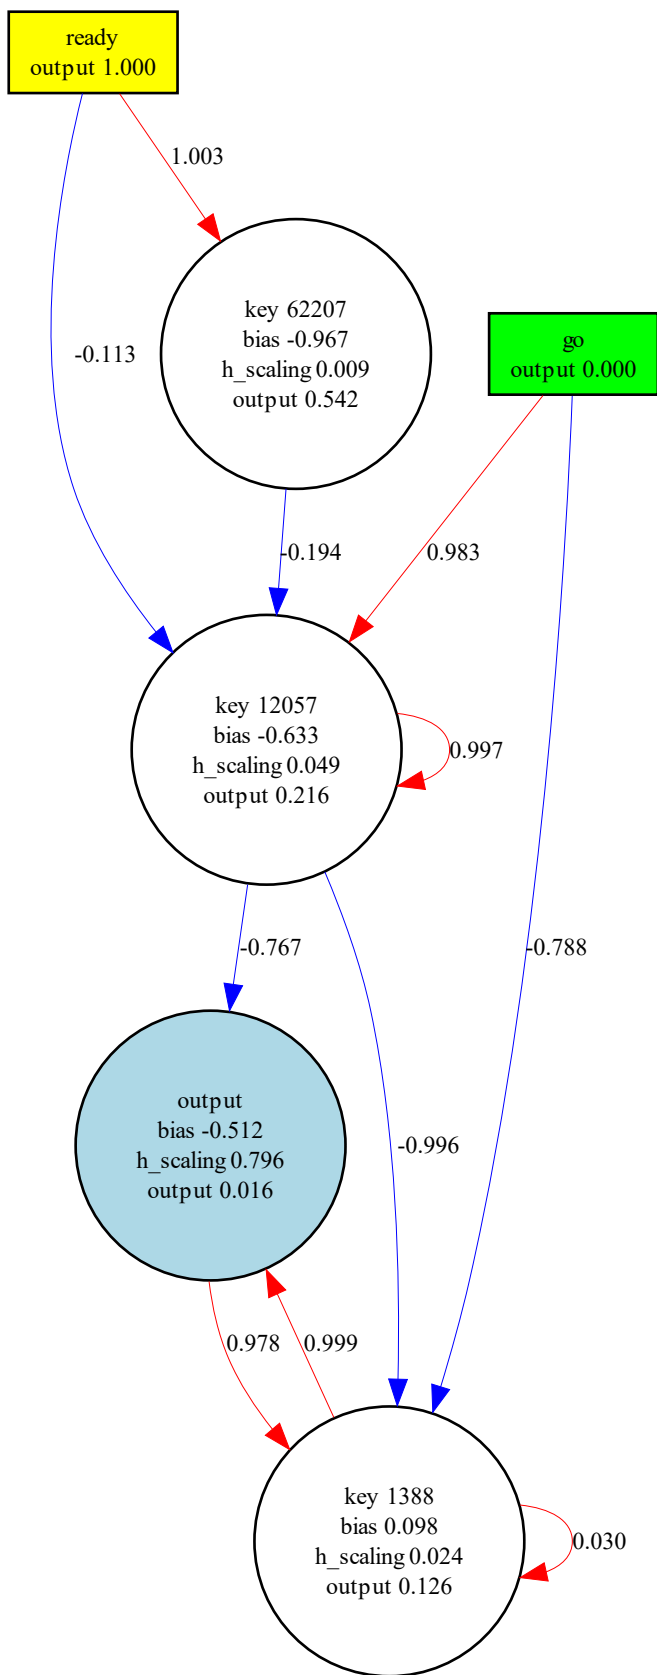 ready
output 1.000
1.003
-0.113
key 62207
bias -0.967
h_scaling 0.009
output 0.542
go
output 0.000
-0.194
0.983
key 12057
bias -0.633
h_scaling 0.049
output 0.216
0.997
-0.767
-0.788
output
bias -0.512
h_scaling 0.796
output 0.016
-0.996
0.978
0.999
key 1388
bias 0.098
h_scaling 0.024
output 0.126
0.030